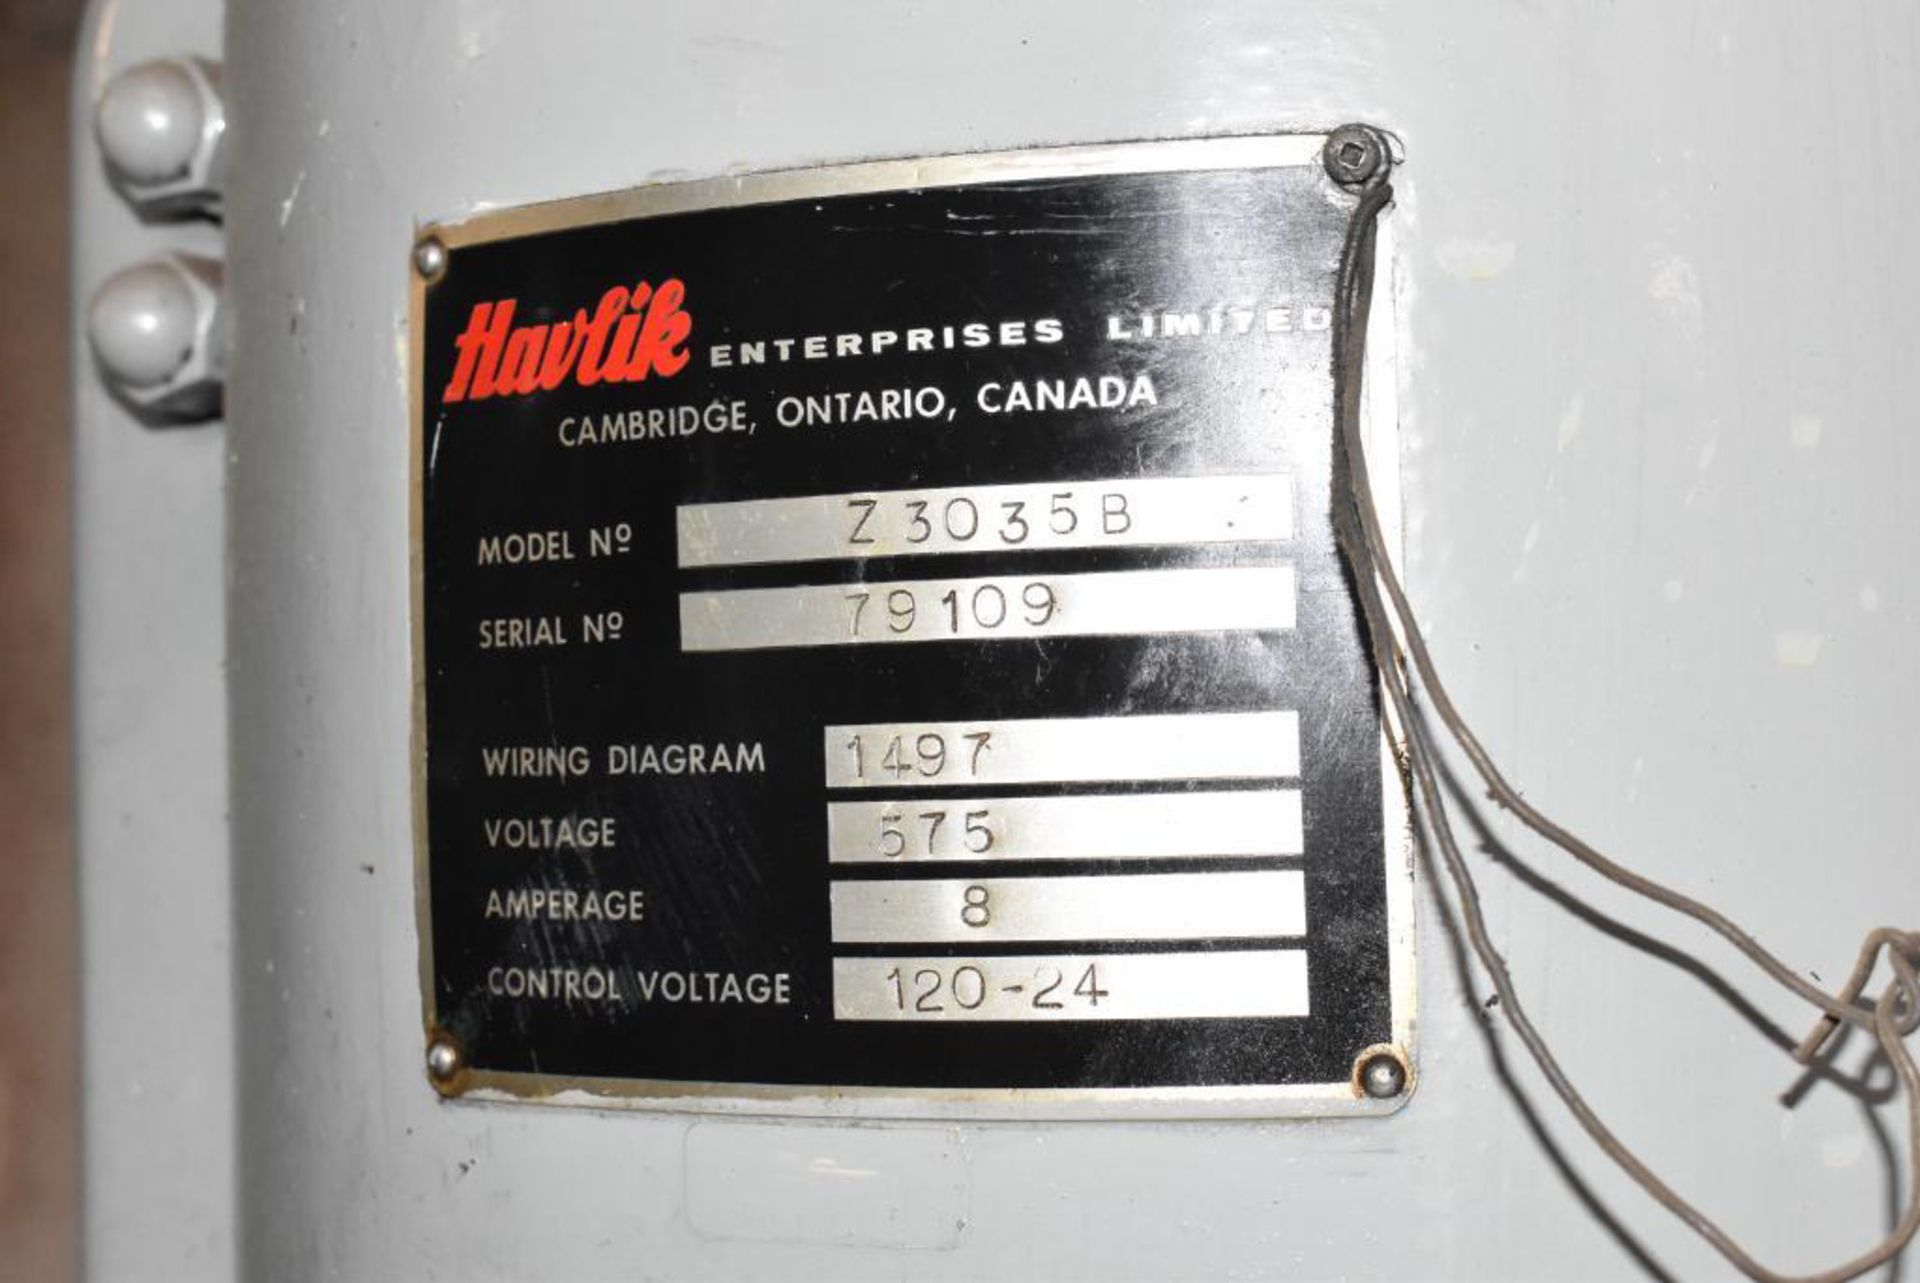 Havlik ENTERPRISES LIMITED
CAMBRIDGE, ONTARIO, CANADA
MODEL Nº Z3035B
SERIAL Nº 79109
WIRING DIAGRAM 1497
VOLTAGE 575
AMPERAGE 8
CONTROL VOLTAGE 120-24